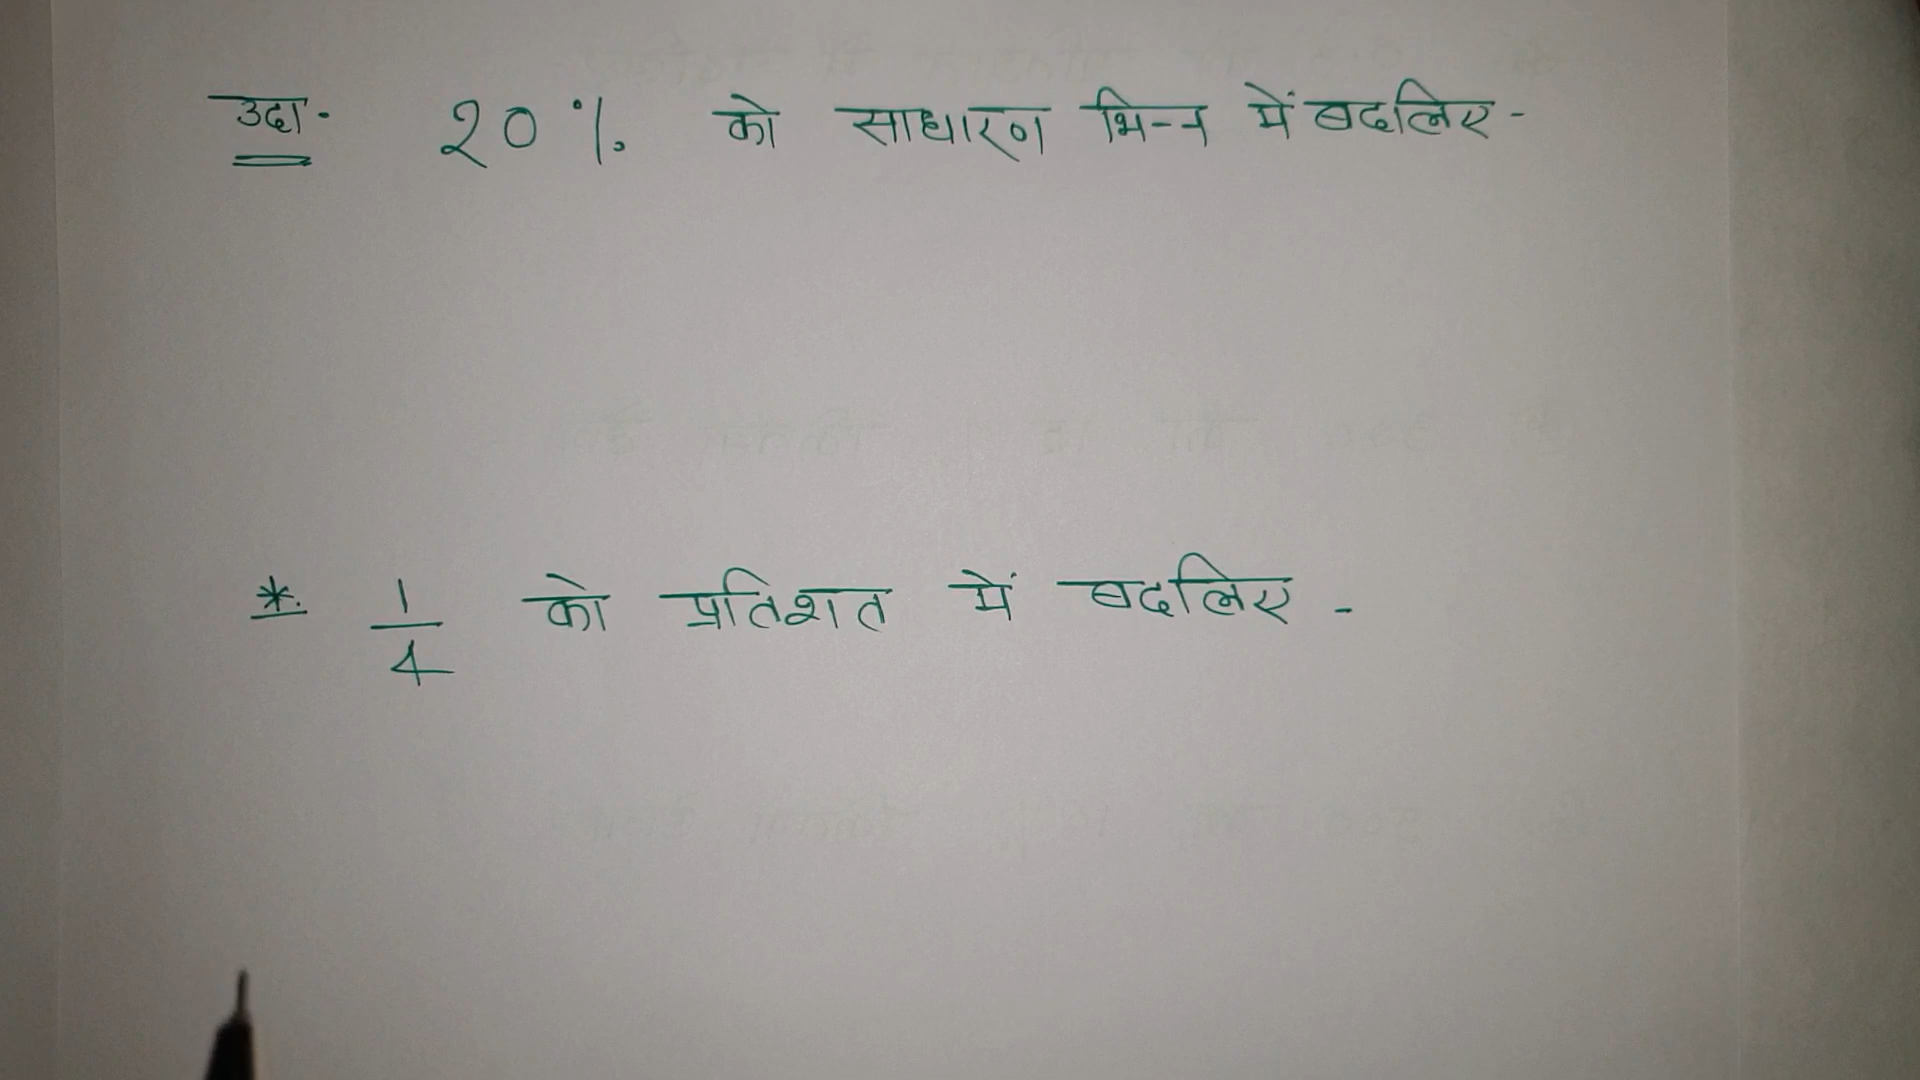 उदा- 20% को साधारण भिन्न में बदलिए-
* 1/4 को प्रतिशत में बदलिए -